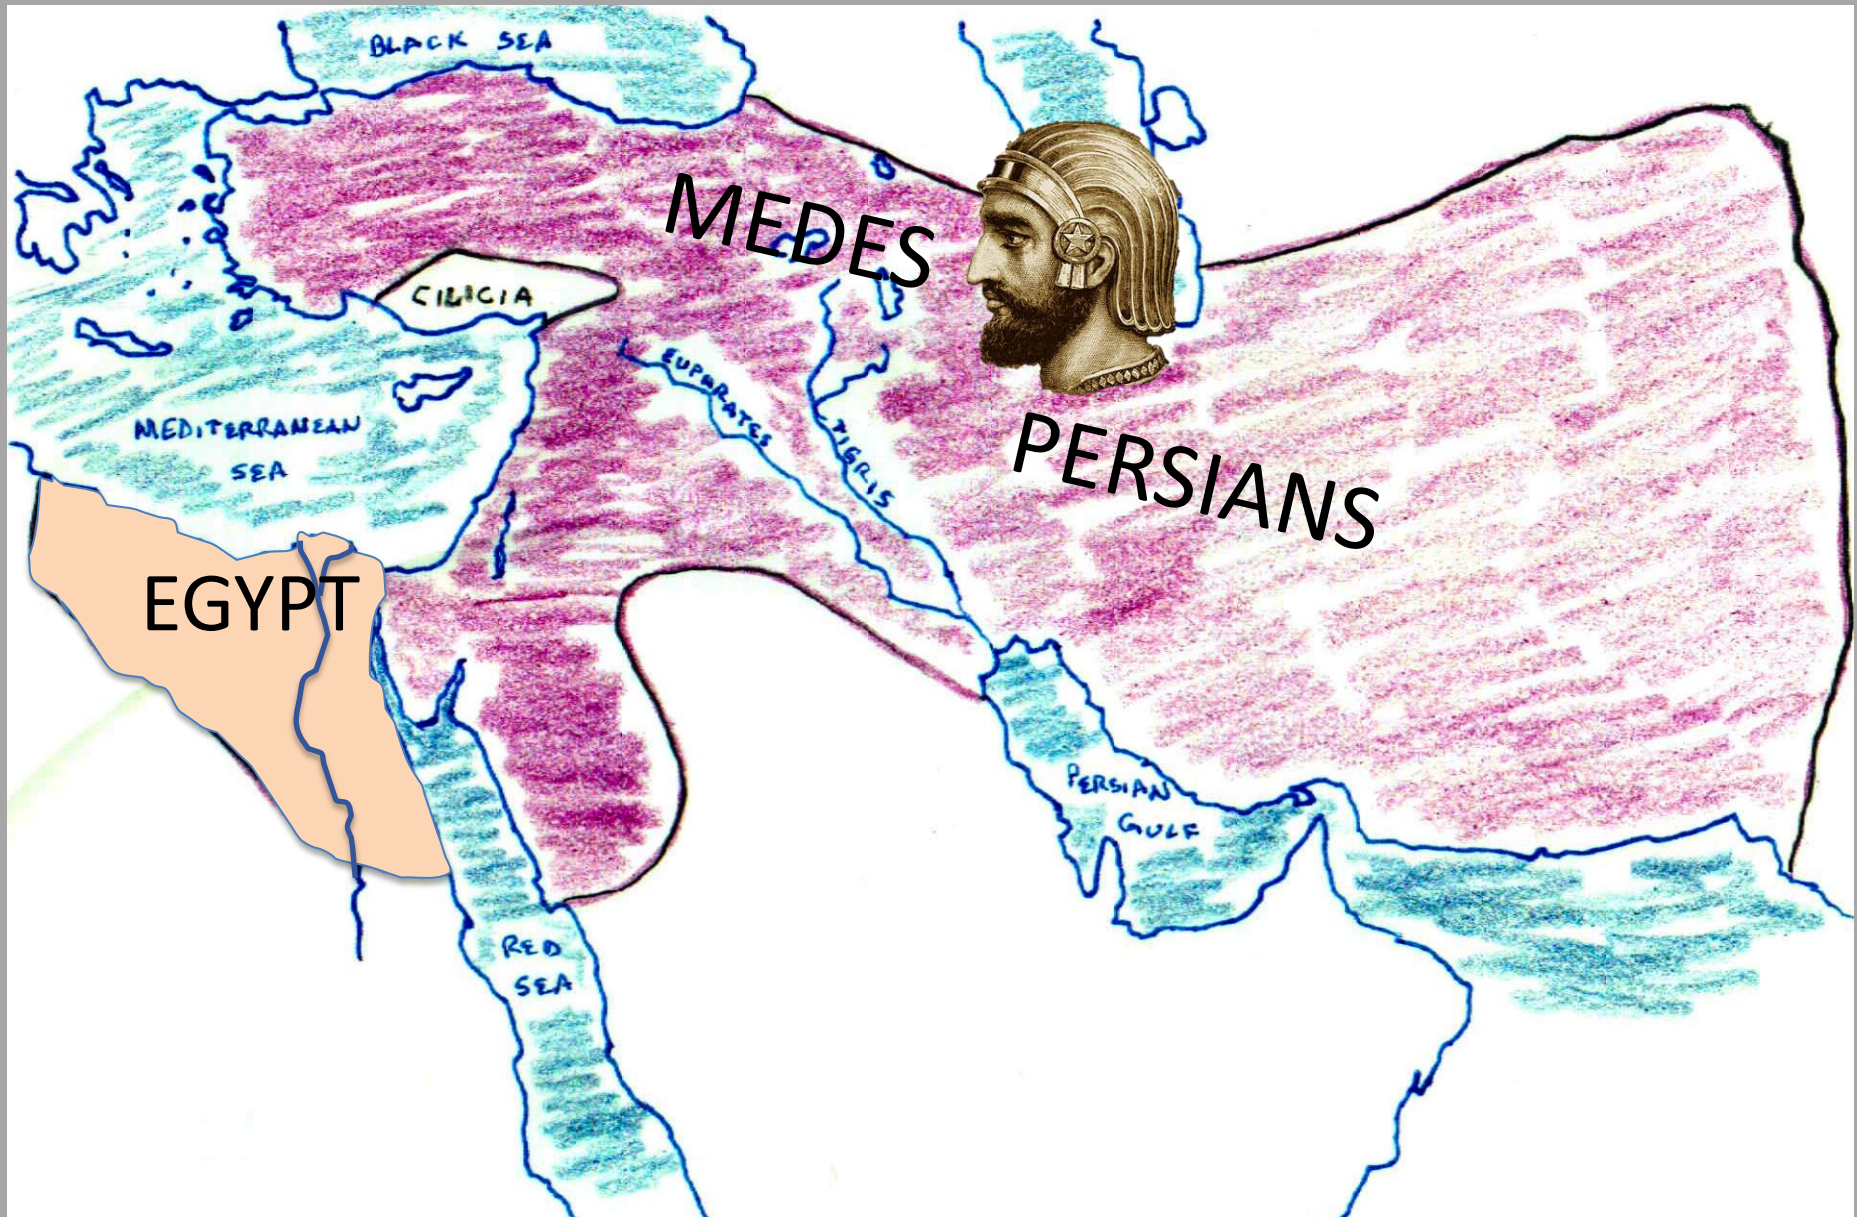 BLACK SEA
MEDES
CILICIA
EUPHRATES
TIGRIS
MEDITERRANEAN
SEA
PERSIANS
EGYPT
PERSIAN
GULF
RED
SEA